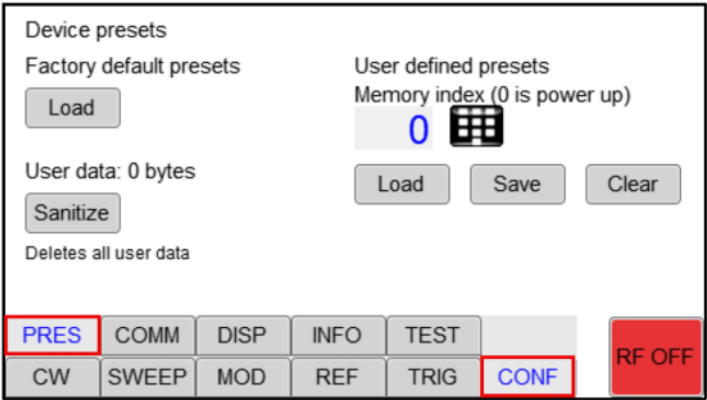 Device presets
Factory default presets
Load
User data: 0 bytes
Sanitize
Deletes all user data
User defined presets
Memory index (0 is power up)
0
Load Save Clear
PRES COMM DISP INFO TEST
CW SWEEP MOD REF TRIG CONF
RF OFF